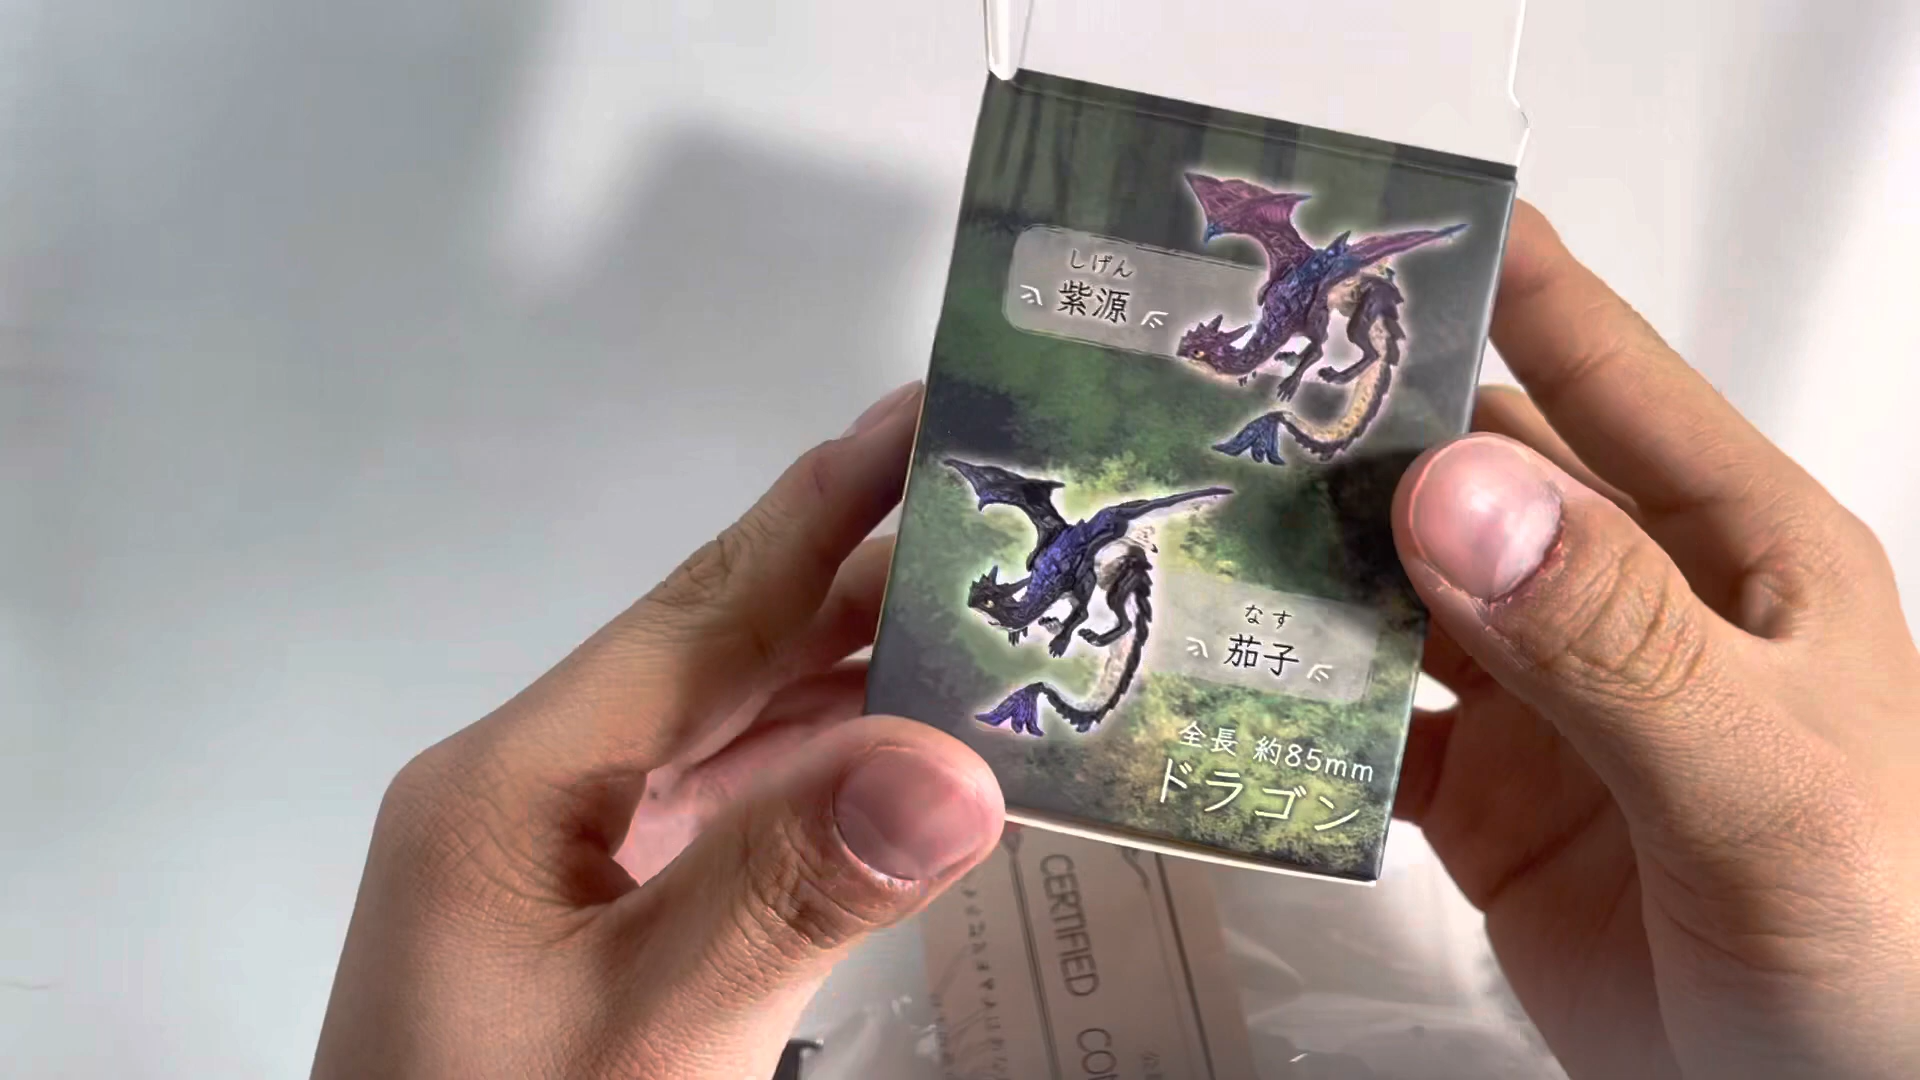 しげん
紫源
なす
茄子
全長 約85mm
ドラゴン
CERTIFIED